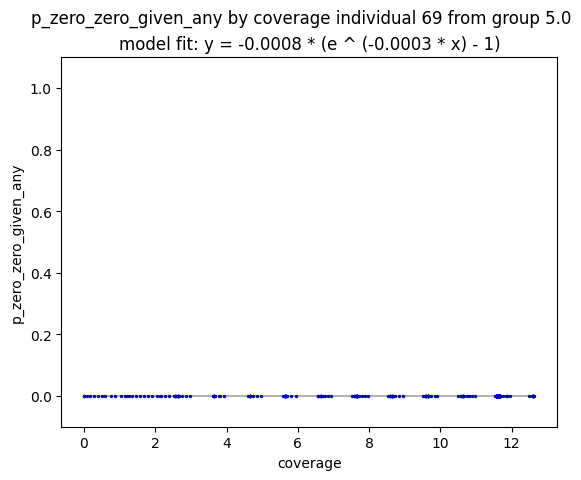 p_zero_zero_given_any by coverage individual 69 from group 5.0
model fit: y = -0.0008 * (e ^ (-0.0003 * x) - 1)
1.0
0.8
0.6
0.4
0.2
0.0
p_zero_zero_given_any
0 2 4 6 8 10 12
coverage